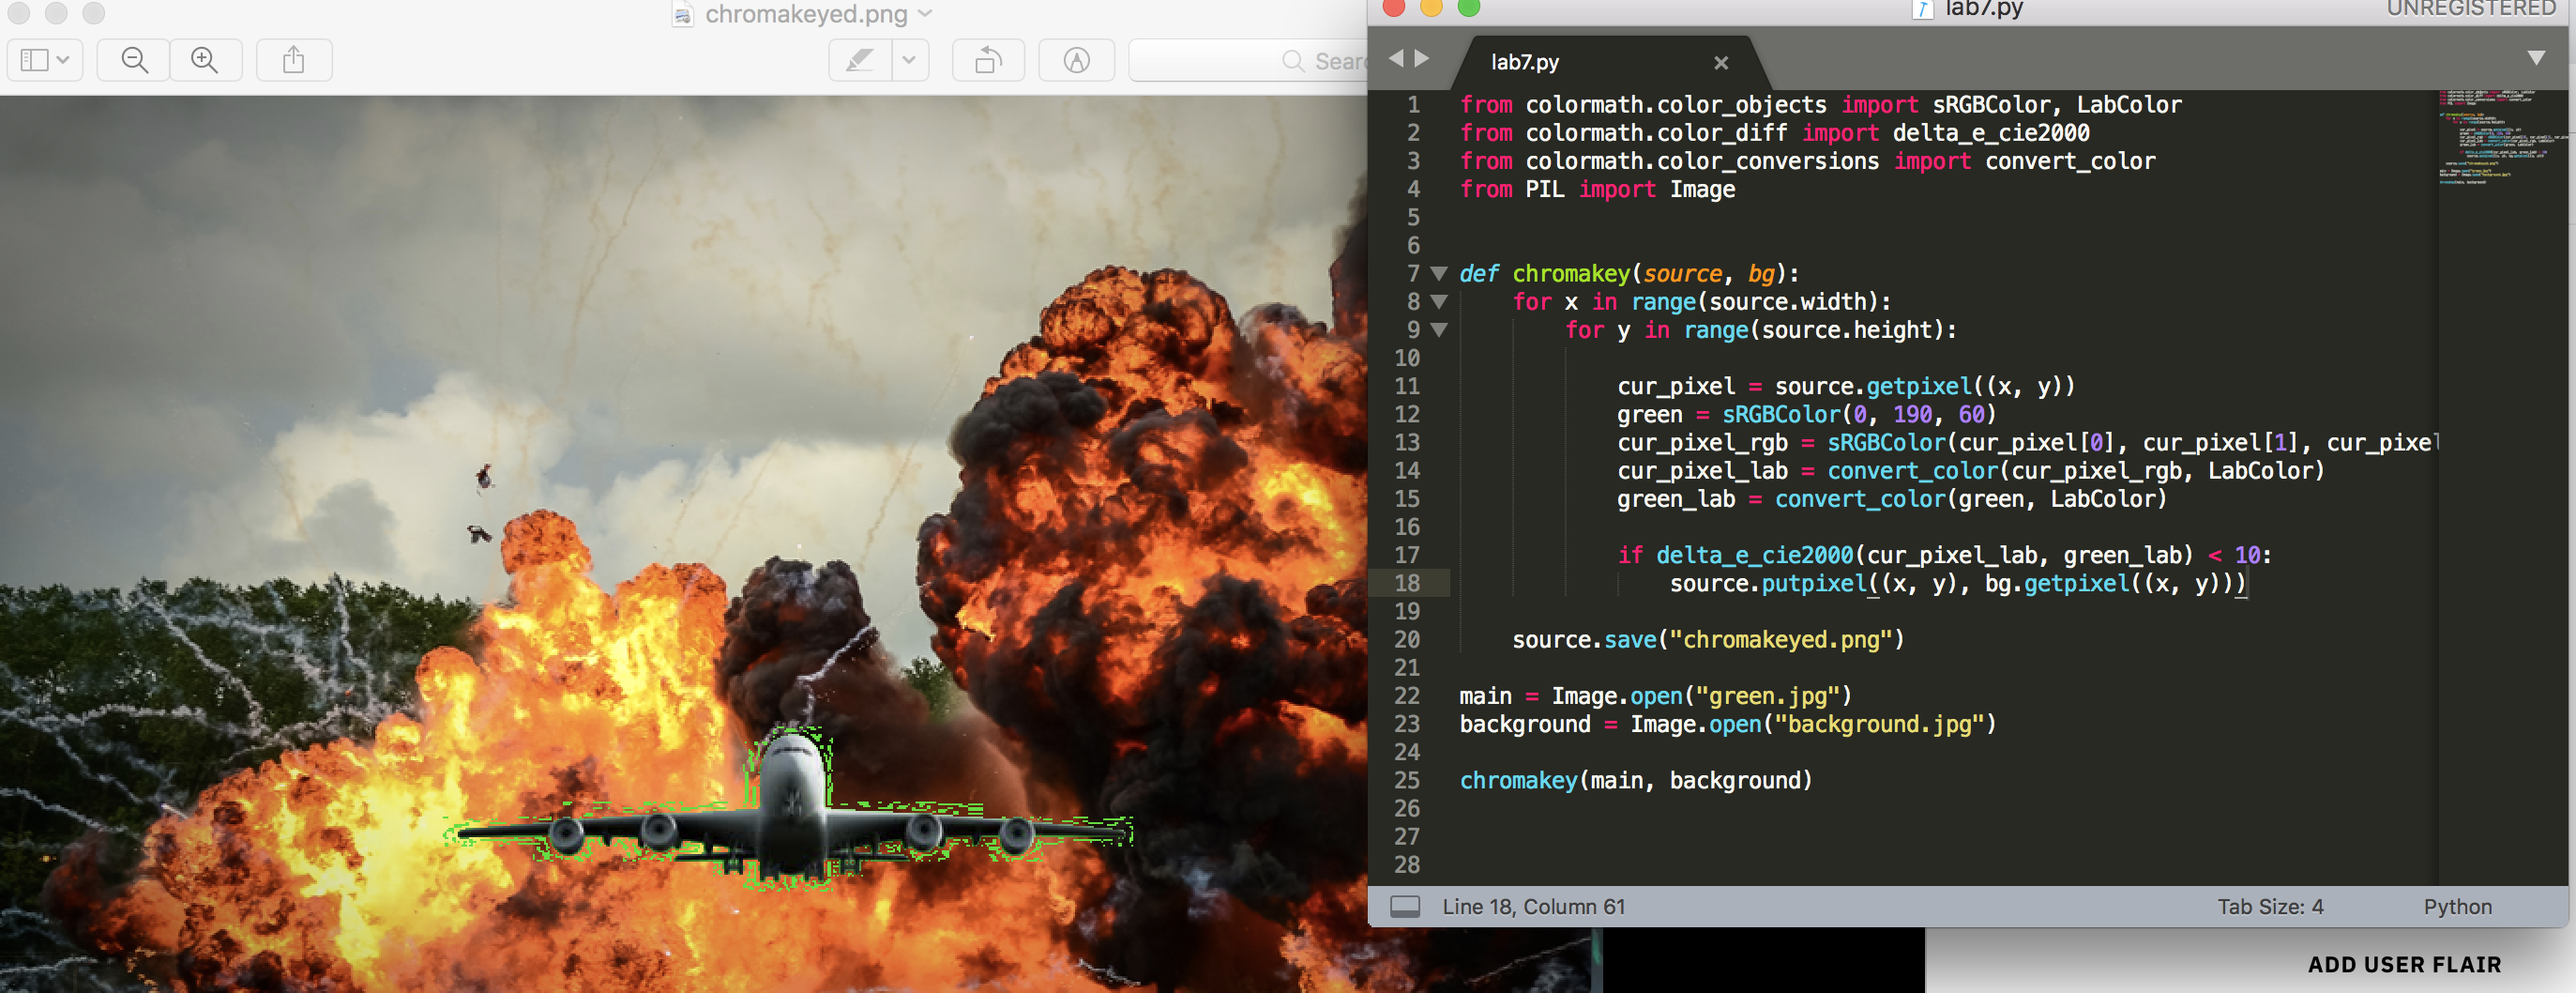 chromakeyed.png
lab7.py
UNREGISTERED
lab7.py
1 from colormath.color_objects import sRGBColor, LabColor
2 from colormath.color_diff import delta_e_cie2000
3 from colormath.color_conversions import convert_color
4 from PIL import Image
5
6
7 def chromakey(source, bg):
8     for x in range(source.width):
9         for y in range(source.height):
10
11             cur_pixel = source.getpixel((x, y))
12             green = sRGBColor(0, 190, 60)
13             cur_pixel_rgb = sRGBColor(cur_pixel[0], cur_pixel[1], cur_pixel
14             cur_pixel_lab = convert_color(cur_pixel_rgb, LabColor)
15             green_lab = convert_color(green, LabColor)
16
17             if delta_e_cie2000(cur_pixel_lab, green_lab) < 10:
18                 source.putpixel((x, y), bg.getpixel((x, y)))
19
20     source.save("chromakeyed.png")
21
22 main = Image.open("green.jpg")
23 background = Image.open("background.jpg")
24
25 chromakey(main, background)
26
27
28
Line 18, Column 61
Tab Size: 4
Python
ADD USER FLAIR